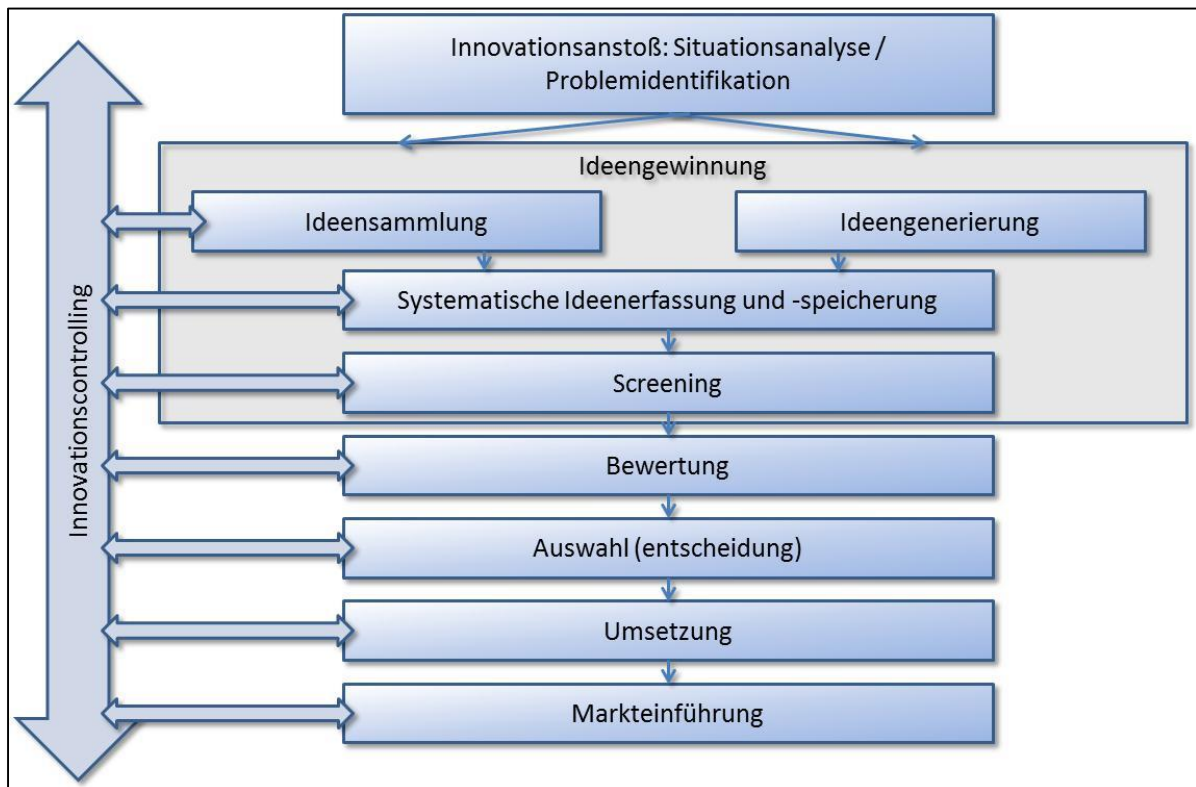 Innovationsanstoß: Situationsanalyse /
Problemidentifikation
Ideengewinnung
Ideensammlung
Ideengenerierung
Systematische Ideenerfassung und -speicherung
Screening
Bewertung
Auswahl (entscheidung)
Umsetzung
Markteinführung
Innovationscontrolling